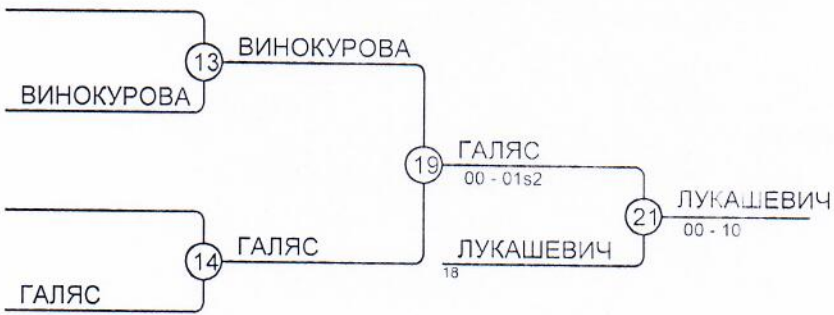 13
ВИНОКУРОВА
ВИНОКУРОВА
19
ГАЛЯС
00 - 01s2
21
ЛУКАШЕВИЧ
00 - 10
14
ГАЛЯС
ЛУКАШЕВИЧ
18
ГАЛЯС